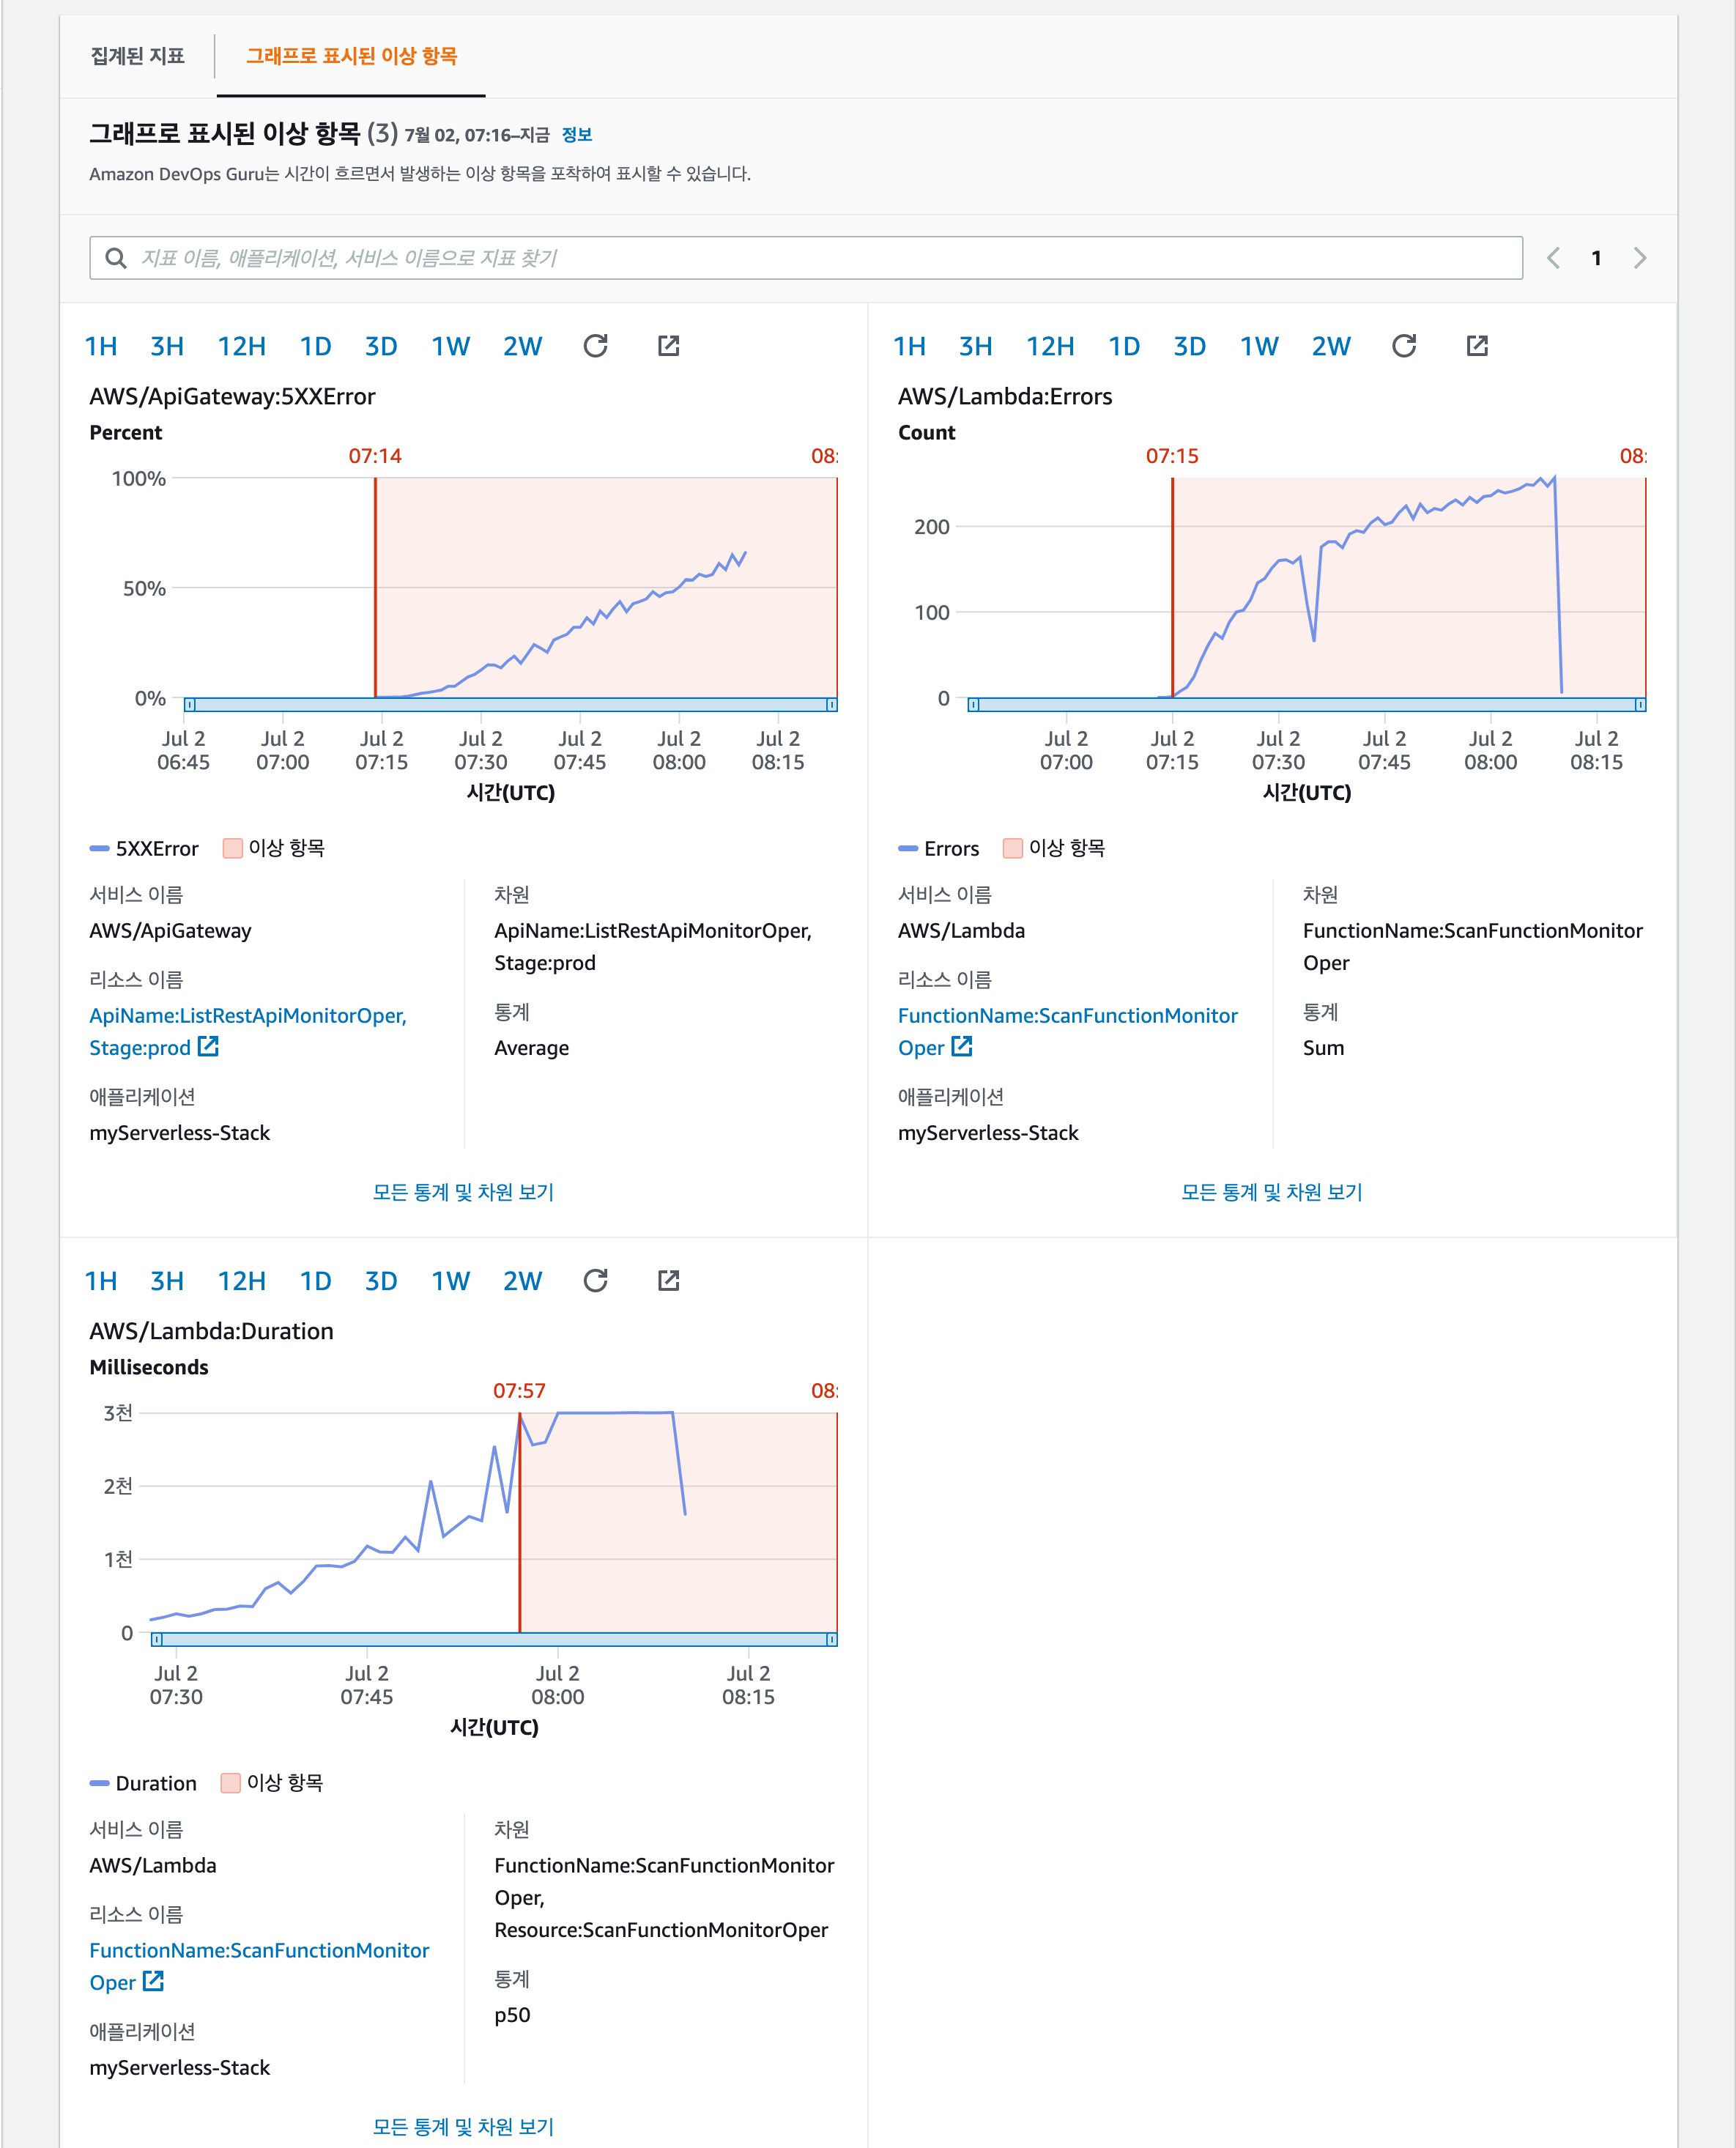 집계된 지표
그래프로 표시된 이상 항목
그래프로 표시된 이상 항목 (3) 7월 02, 07:16–지금 정보
Amazon DevOps Guru는 시간이 흐르면서 발생하는 이상 항목을 포착하여 표시할 수 있습니다.
지표 이름, 애플리케이션, 서비스 이름으로 지표 찾기
1
1H 3H 12H 1D 3D 1W 2W
AWS/ApiGateway:5XXError
Percent
07:14 08:
100%
50%
0%
Jul 2 Jul 2 Jul 2 Jul 2 Jul 2 Jul 2 Jul 2
06:45 07:00 07:15 07:30 07:45 08:00 08:15
시간(UTC)
5XXError 이상 항목
서비스 이름
AWS/ApiGateway
리소스 이름
ApiName:ListRestApiMonitorOper,
Stage:prod
애플리케이션
myServerless-Stack
차원
ApiName:ListRestApiMonitorOper,
Stage:prod
통계
Average
모든 통계 및 차원 보기
1H 3H 12H 1D 3D 1W 2W
AWS/Lambda:Errors
Count
07:15 08:
200
100
0
Jul 2 Jul 2 Jul 2 Jul 2 Jul 2 Jul 2
07:00 07:15 07:30 07:45 08:00 08:15
시간(UTC)
Errors 이상 항목
서비스 이름
AWS/Lambda
리소스 이름
FunctionName:ScanFunctionMonitor
Oper
애플리케이션
myServerless-Stack
차원
FunctionName:ScanFunctionMonitor
Oper
통계
Sum
모든 통계 및 차원 보기
1H 3H 12H 1D 3D 1W 2W
AWS/Lambda:Duration
Milliseconds
07:57 08:
3천
2천
1천
0
Jul 2 Jul 2 Jul 2 Jul 2
07:30 07:45 08:00 08:15
시간(UTC)
Duration 이상 항목
서비스 이름
AWS/Lambda
리소스 이름
FunctionName:ScanFunctionMonitor
Oper
애플리케이션
myServerless-Stack
차원
FunctionName:ScanFunctionMonitor
Oper,
Resource:ScanFunctionMonitorOper
통계
p50
모든 통계 및 차원 보기